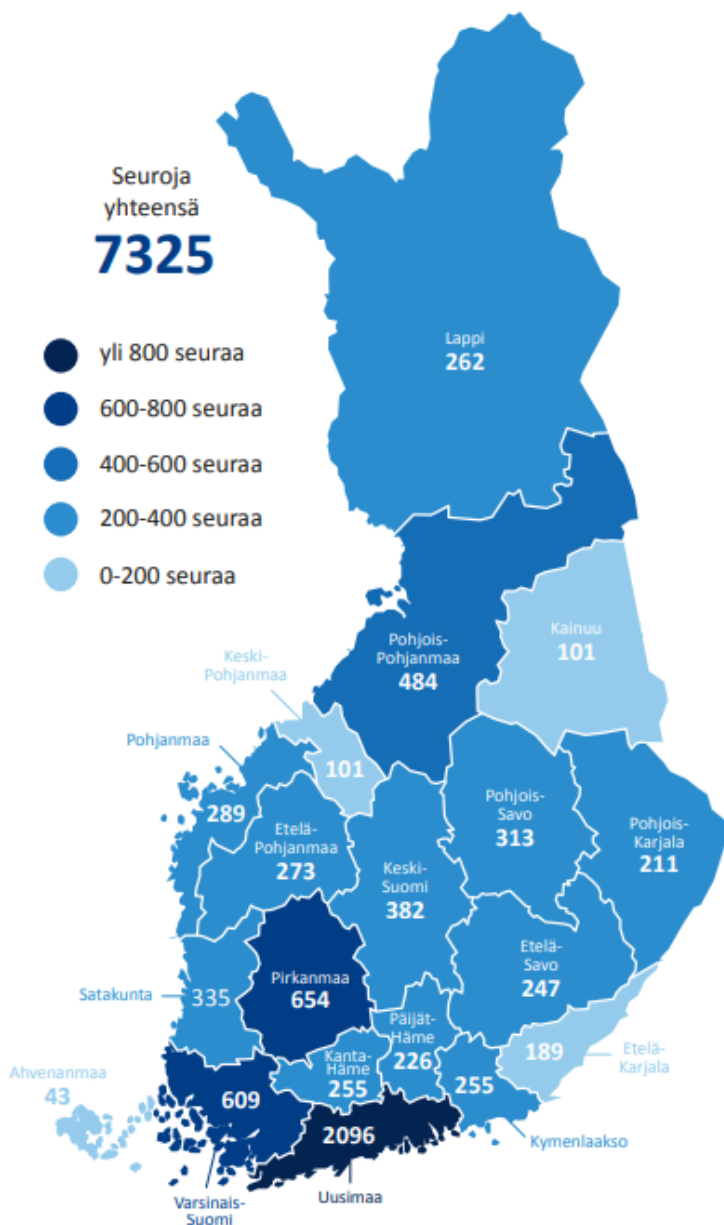 Seuroja
yhteensä
7325
yli 800 seuraa
600-800 seuraa
400-600 seuraa
200-400 seuraa
0-200 seuraa
Lappi
262
Pohjois-
Pohjanmaa
484
Kainuu
101
Keski-
Pohjanmaa
101
Pohjanmaa
289
Etelä-
Pohjanmaa
273
Keski-
Suomi
382
Pohjois-
Savo
313
Pohjois-
Karjala
211
Satakunta
335
Pirkanmaa
654
Etelä-
Savo
247
Päijät-
Häme
226
Kanta-
Häme
255
255
Kymenlaakso
189
Etelä-
Karjala
Ahvenanmaa
43
609
Varsinais-
Suomi
2096
Uusimaa